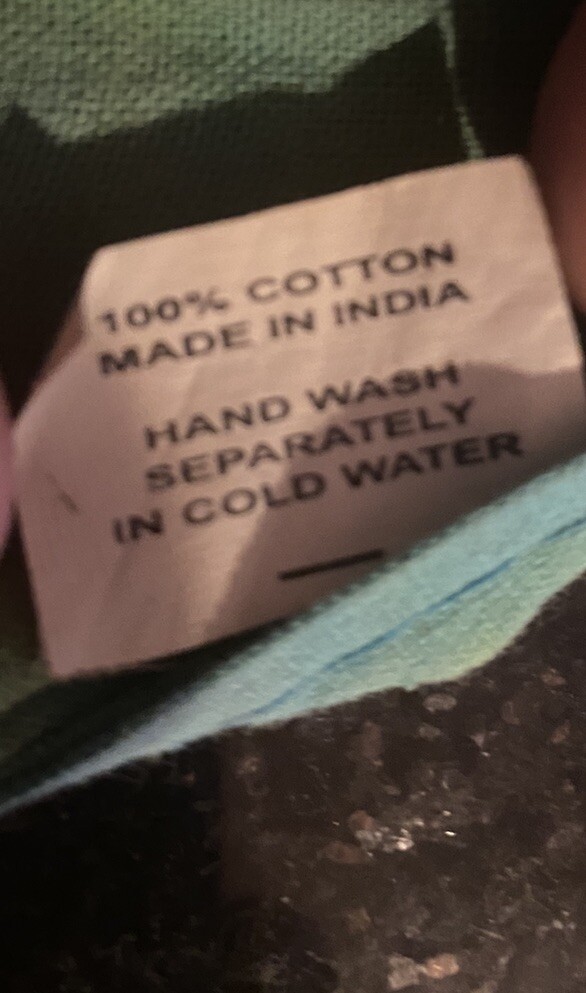 100% COTTON
MADE IN INDIA
HAND WASH
SEPARATELY
IN COLD WATER